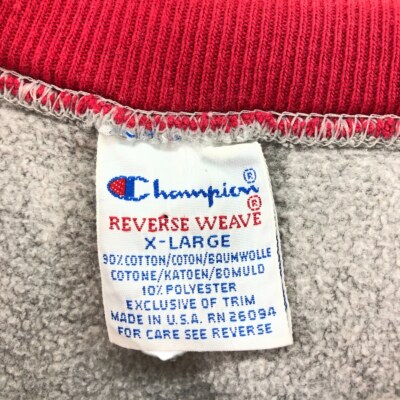 Champion®
REVERSE WEAVE®
X-LARGE
90% COTTON/COTON/BAUMWOLLE
COTONE/KATOEN/BOMULD
10% POLYESTER
EXCLUSIVE OF TRIM
MADE IN U.S.A. RN 26094
FOR CARE SEE REVERSE